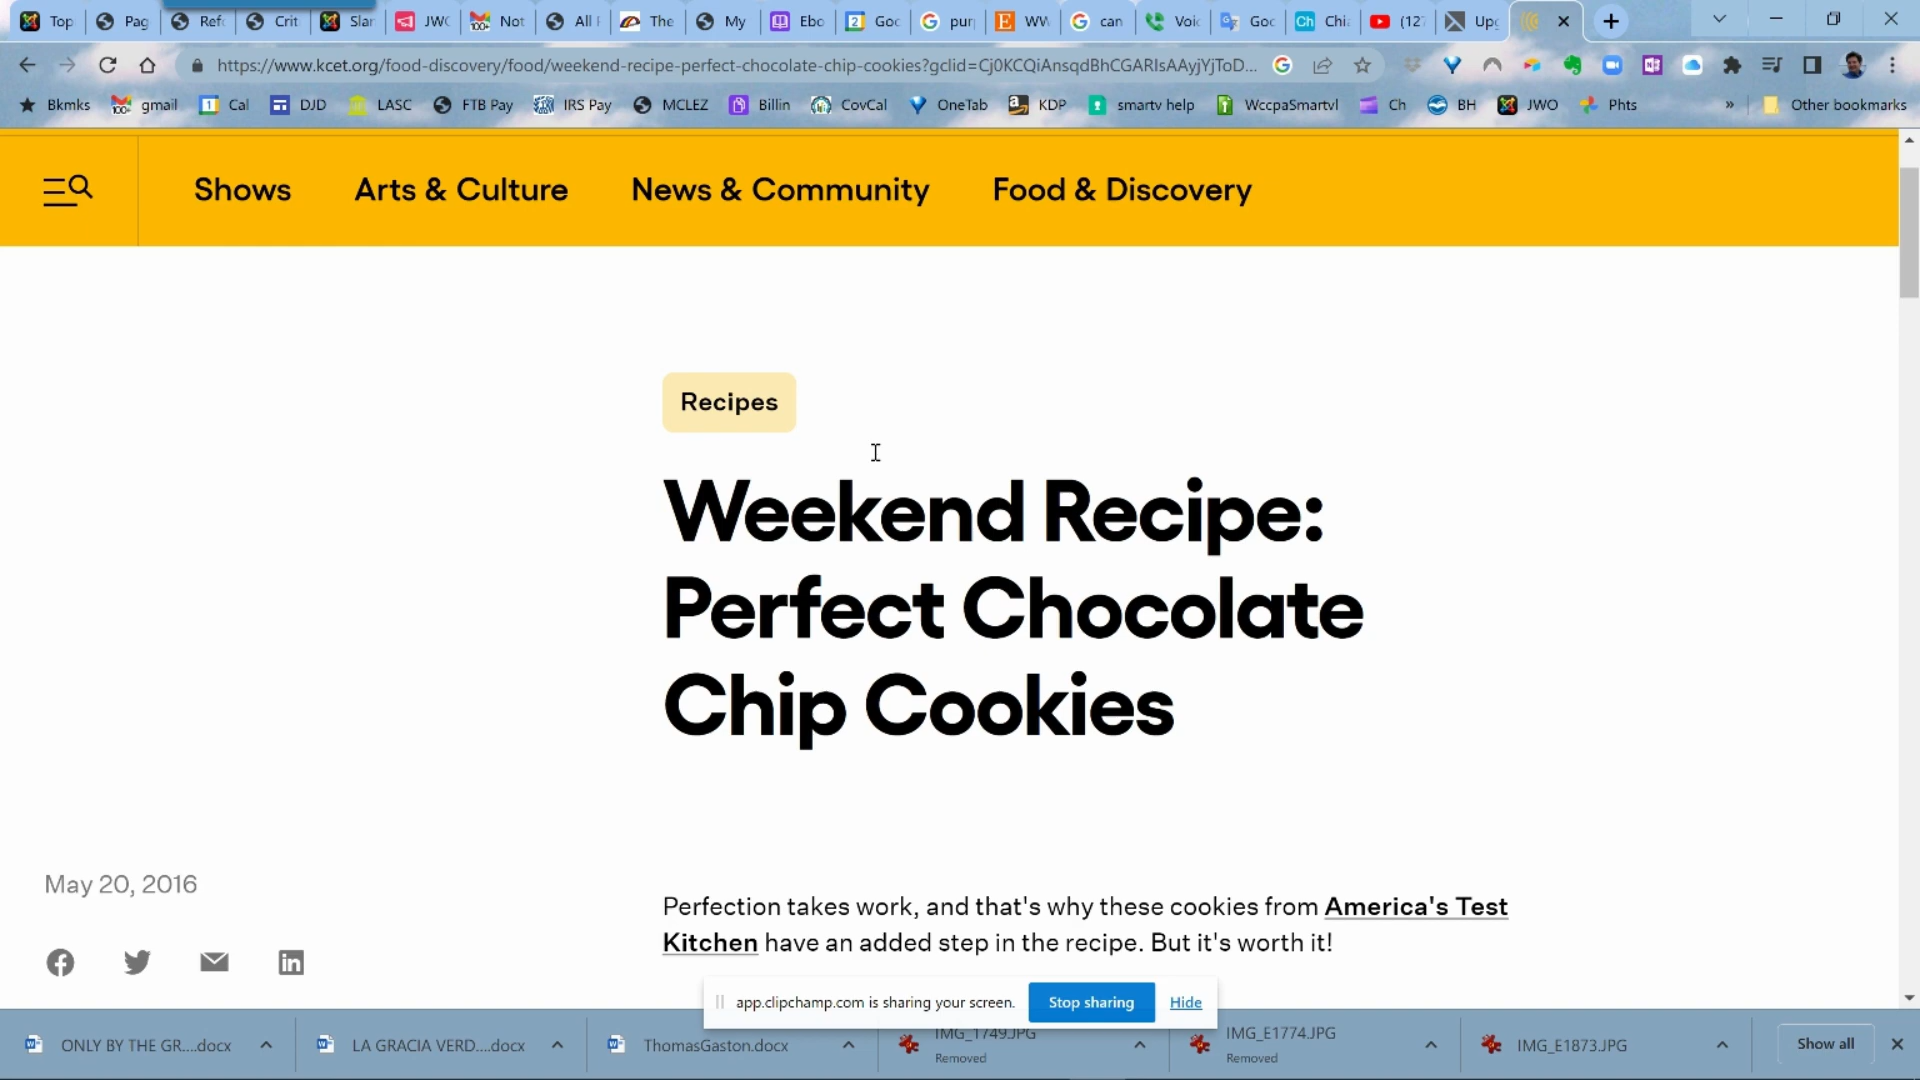 Top Pag Refc Crit Slar JWC Not All The My Ebo Goc pur WW can Voic Goc Chi (12 Upg
https://www.kcet.org/food-discovery/food/weekend-recipe-perfect-chocolate-chip-cookies?gclid=Cj0KCQiAnsqdBhCGARIsAAyjYjToD...
Bkmks gmail Cal DJD LASC FTB Pay IRS Pay MCLEZ Billin CovCal OneTab KDP smartv help WccpaSmartvl Ch BH JWO Phts » Other bookmarks
Shows Arts & Culture News & Community Food & Discovery
Recipes
Weekend Recipe:
Perfect Chocolate
Chip Cookies
May 20, 2016
Perfection takes work, and that's why these cookies from America's Test
Kitchen have an added step in the recipe. But it's worth it!
app.clipchamp.com is sharing your screen. Stop sharing Hide
ONLY BY THE GR....docx LA GRACIA VERD....docx ThomasGaston.docx IMG_1749.JPG IMG_E1774.JPG IMG_E1873.JPG Show all
Removed Removed